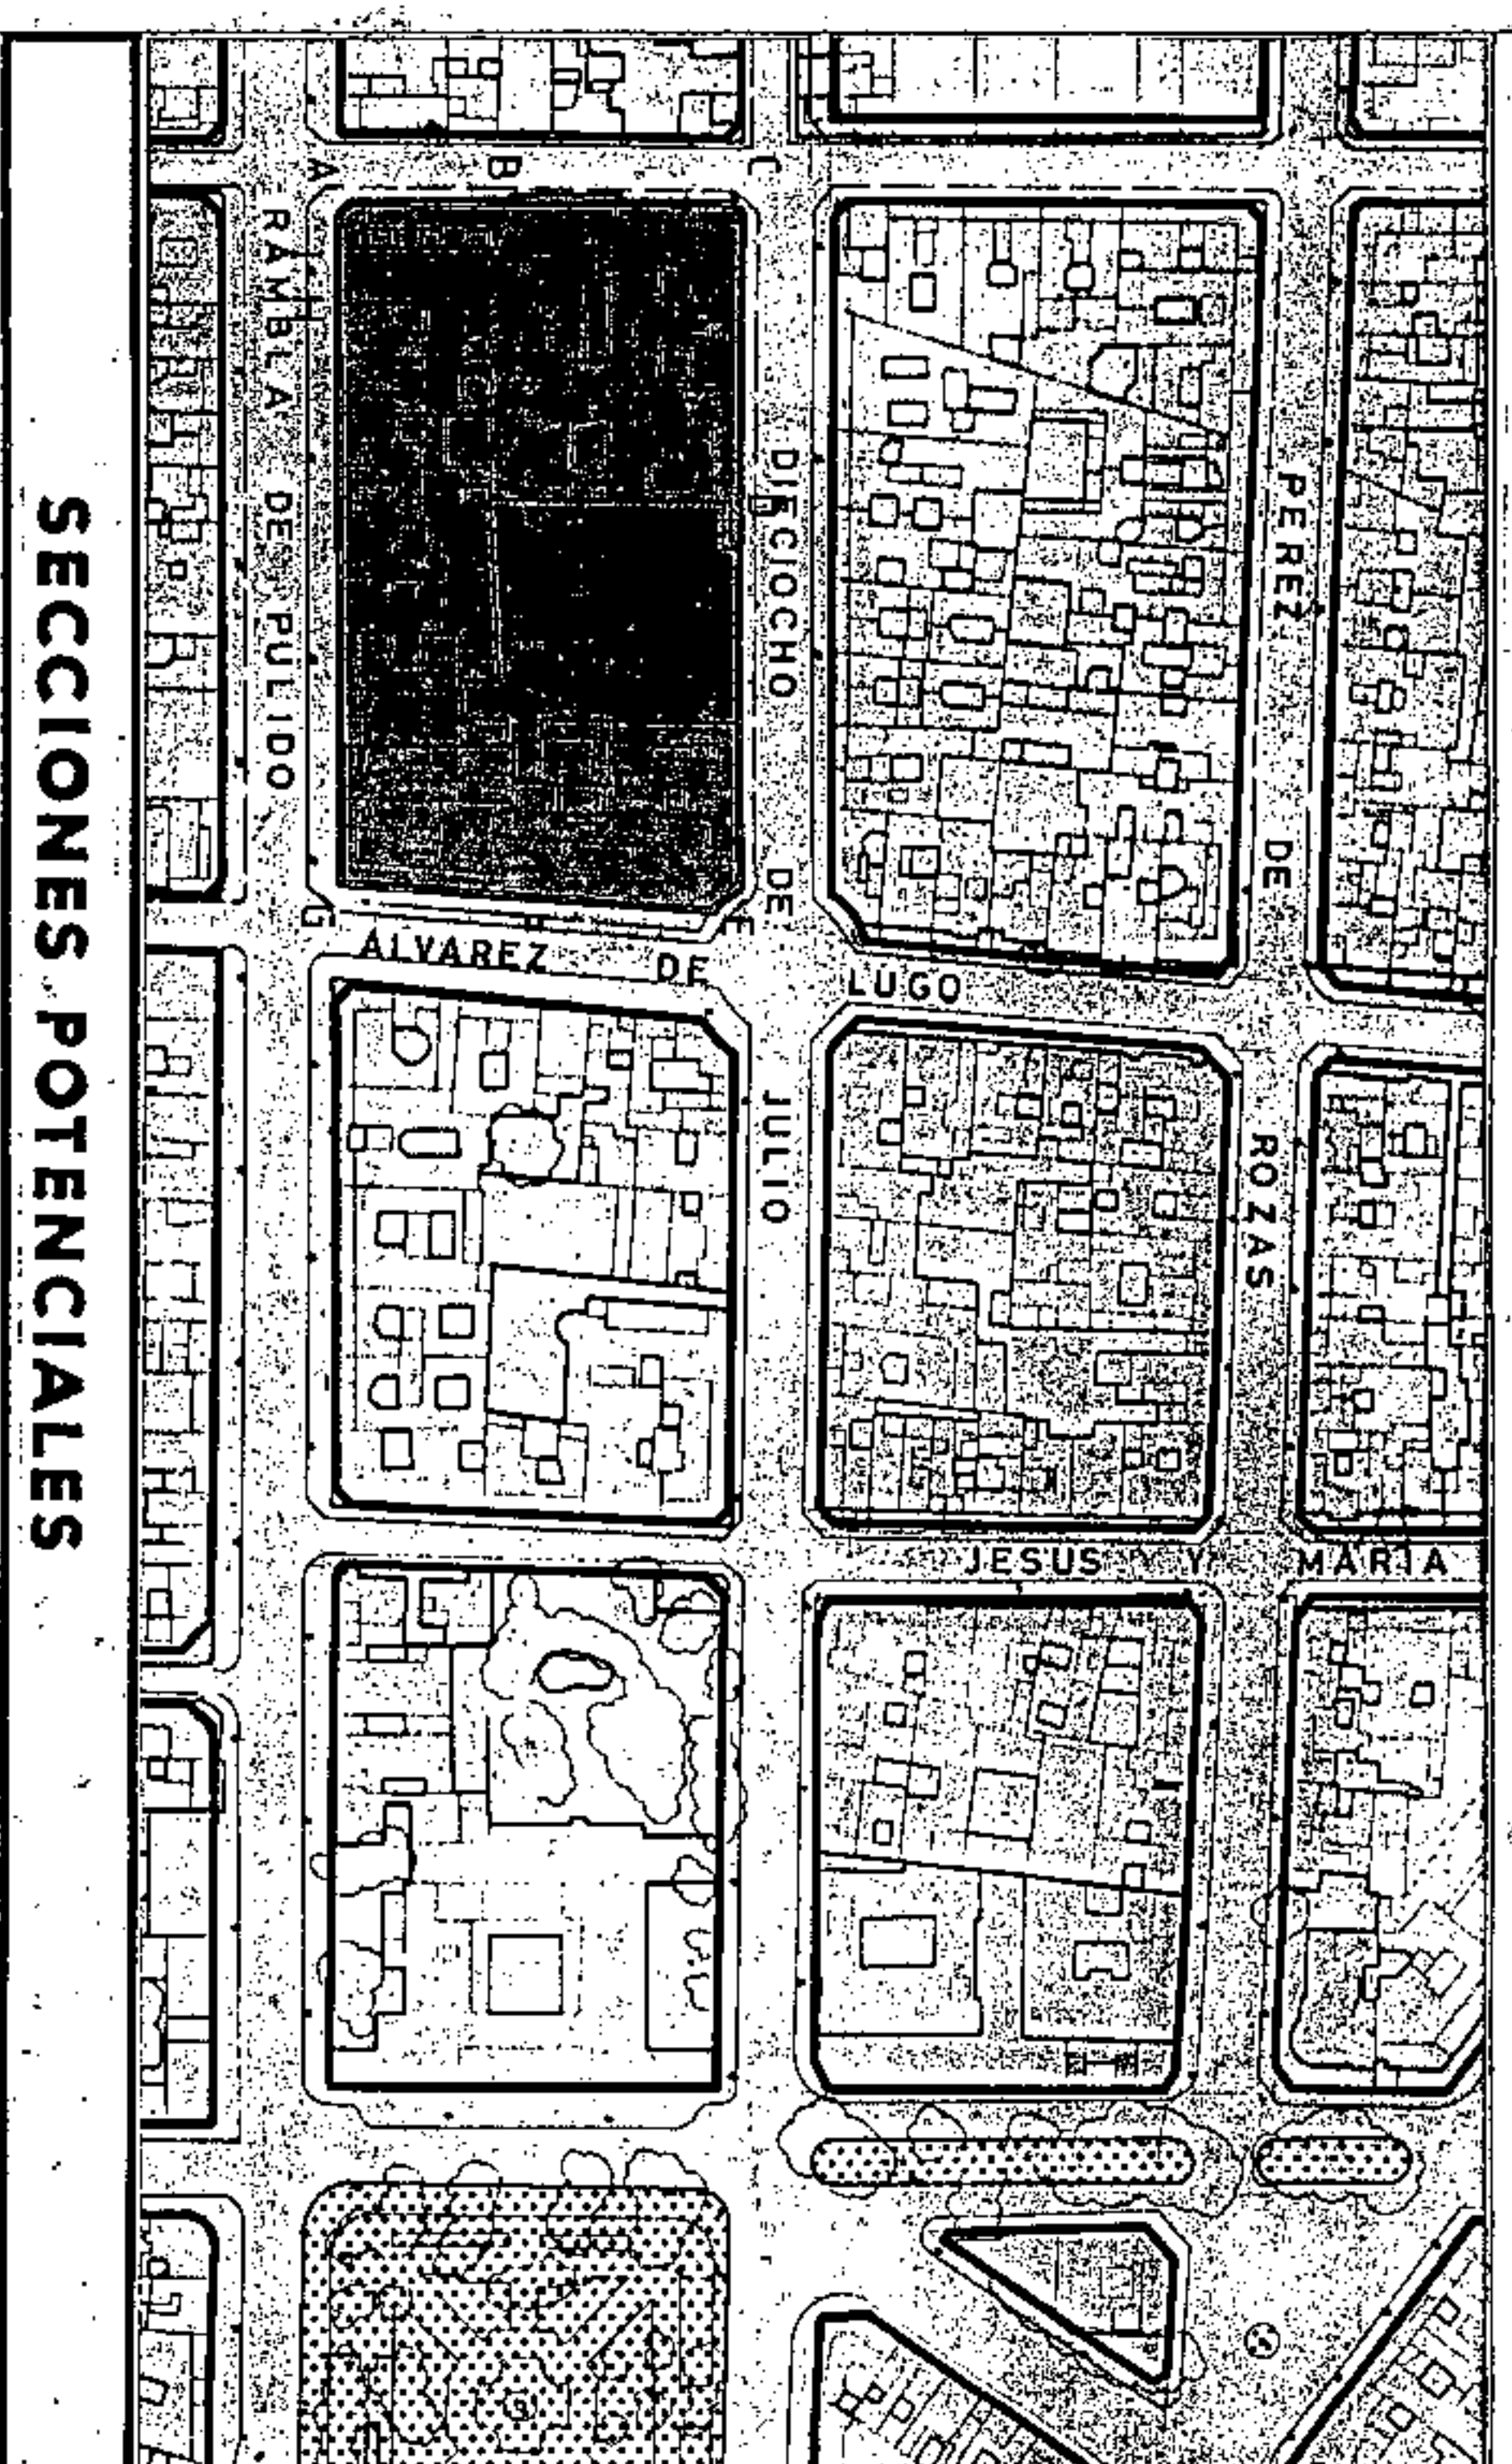 SECCIONES POTENCIALES
A
B
C
RAMBLA DE PULIDO
D
DIECIOCHO DE JULIO
PEREZ DE ROZAS
G
H
F
ALVAREZ DE LUGO
JESUS Y MARIA